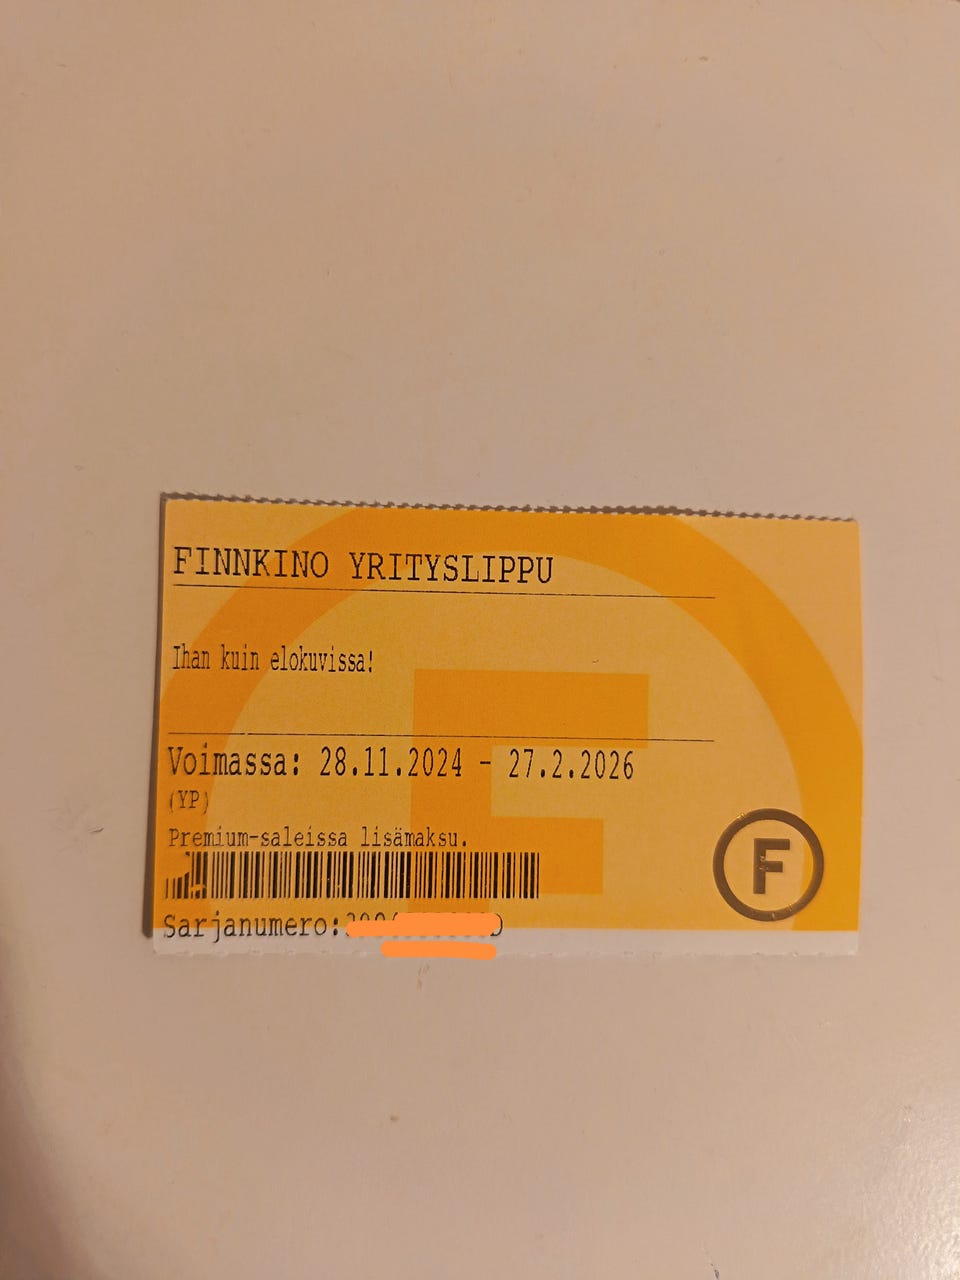 FINNKINO YRITYSLIPPU
Ihan kuin elokuvissa!
Voimassa: 28.11.2024 - 27.2.2026
(YP)
Premium-saleissa lisämaksu.
F
Sarjanumero: